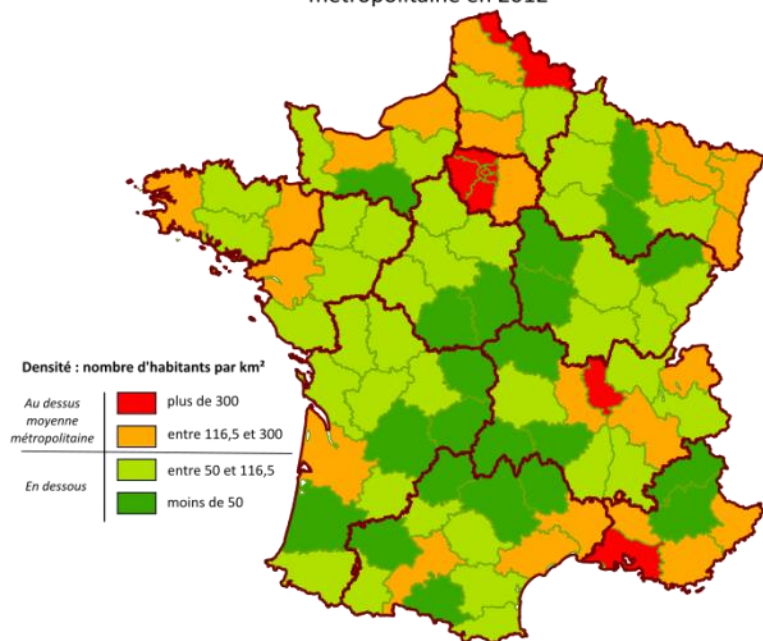 métropolitaine en 2012
Densité : nombre d'habitants par km²
Au dessus
moyenne
métropolitaine
plus de 300
entre 116,5 et 300
En dessous
entre 50 et 116,5
moins de 50